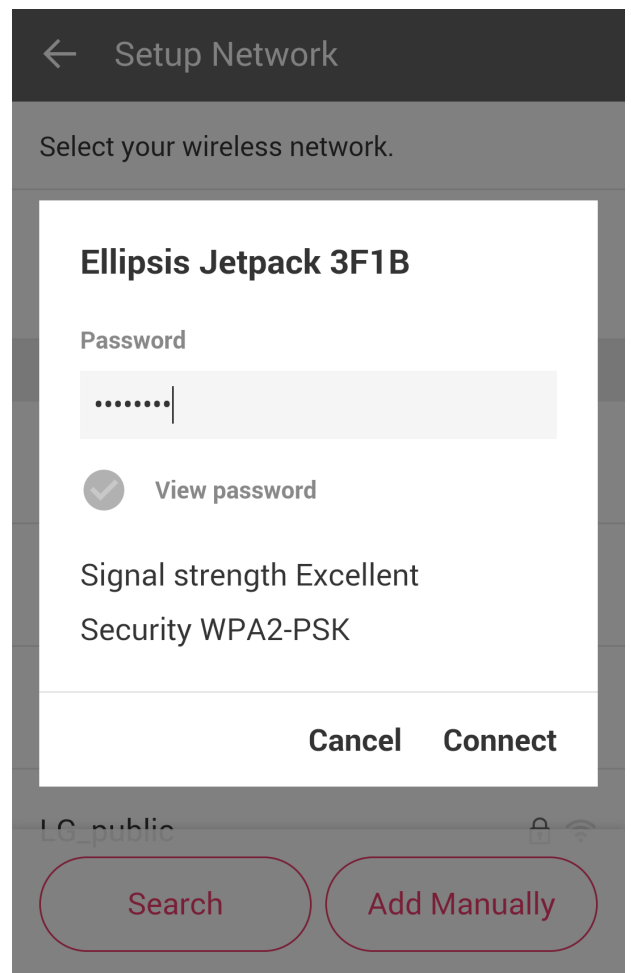 Setup Network
Select your wireless network.
Ellipsis Jetpack 3F1B
Password
••••••••
View password
Signal strength Excellent
Security WPA2-PSK
Cancel Connect
LG_public
Search Add Manually